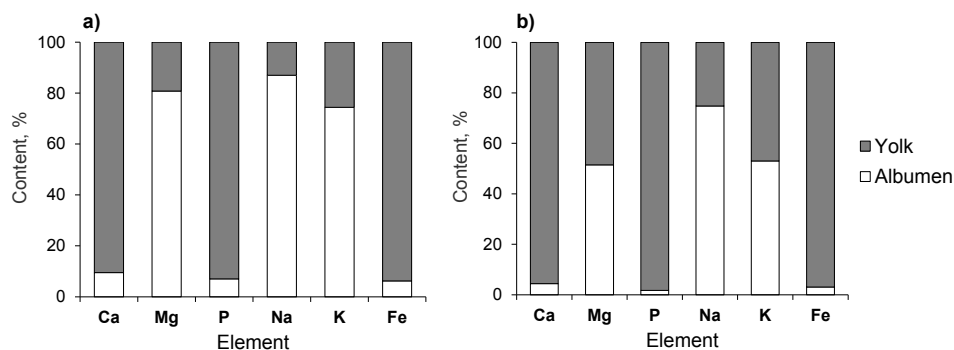 a)
Content, %
100
80
60
40
20
0
Ca Mg P Na K Fe
Element
b)
Content, %
100
80
60
40
20
0
Ca Mg P Na K Fe
Element
Yolk
Albumen